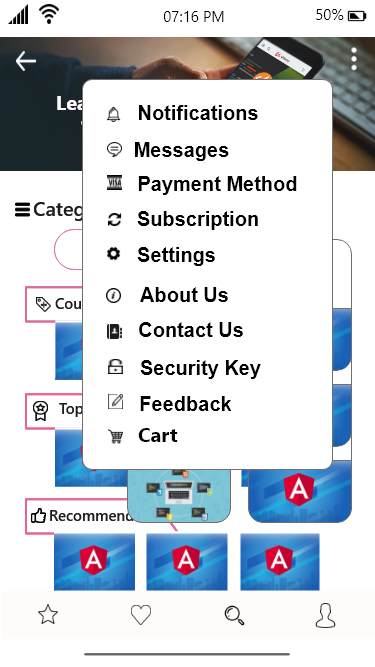 07:16 PM
50%
Lea
Notifications
Messages
VISA
Payment Method
Subscription
Categ
Settings
About Us
Cou
Contact Us
Security Key
Top
Feedback
Cart
A
Recommend
A
A
A